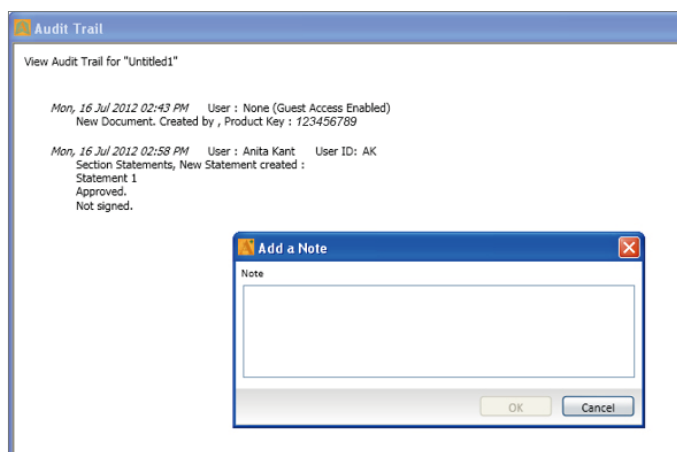 Audit Trail
View Audit Trail for "Untitled1"
Mon, 16 Jul 2012 02:43 PM User : None (Guest Access Enabled)
New Document. Created by , Product Key : 123456789
Mon, 16 Jul 2012 02:58 PM User : Anita Kant User ID: AK
Section Statements, New Statement created :
Statement 1
Approved.
Not signed.
Add a Note
Note
OK Cancel